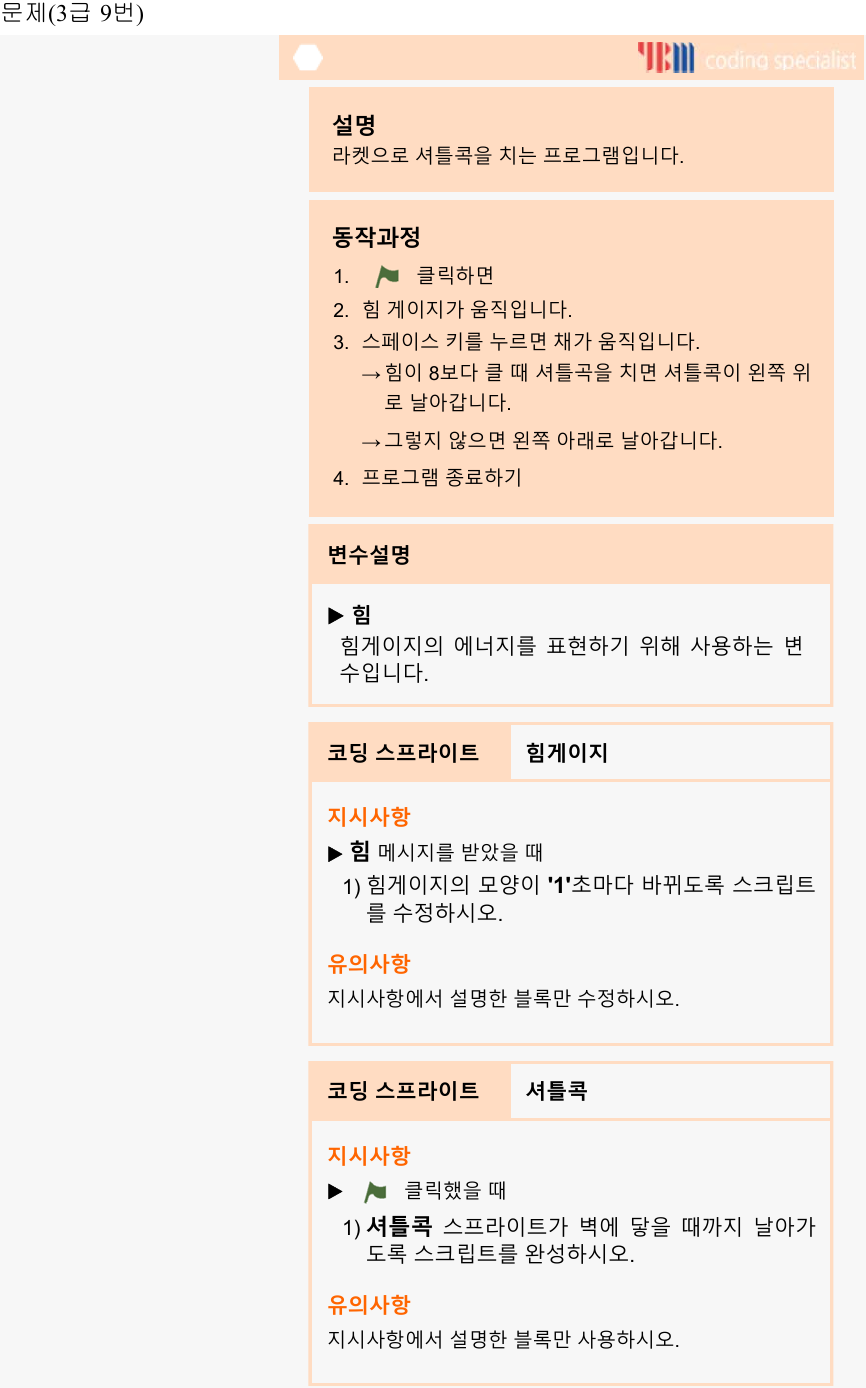 문제(3급 9번)
YBM coding specialist
설명
라켓으로 셔틀콕을 치는 프로그램입니다.
동작과정
1. 클릭하면
2. 힘 게이지가 움직입니다.
3. 스페이스 키를 누르면 채가 움직입니다.
→힘이 8보다 클 때 셔틀곡을 치면 셔틀콕이 왼쪽 위
로 날아갑니다.
→그렇지 않으면 왼쪽 아래로 날아갑니다.
4. 프로그램 종료하기
변수설명
▶ 힘
힘게이지의 에너지를 표현하기 위해 사용하는 변
수입니다.
코딩 스프라이트 힘게이지
지시사항
▶ 힘 메시지를 받았을 때
1) 힘게이지의 모양이 '1'초마다 바뀌도록 스크립트
를 수정하시오.
유의사항
지시사항에서 설명한 블록만 수정하시오.
코딩 스프라이트 셔틀콕
지시사항
▶ 클릭했을 때
1) 셔틀콕 스프라이트가 벽에 닿을 때까지 날아가
도록 스크립트를 완성하시오.
유의사항
지시사항에서 설명한 블록만 사용하시오.